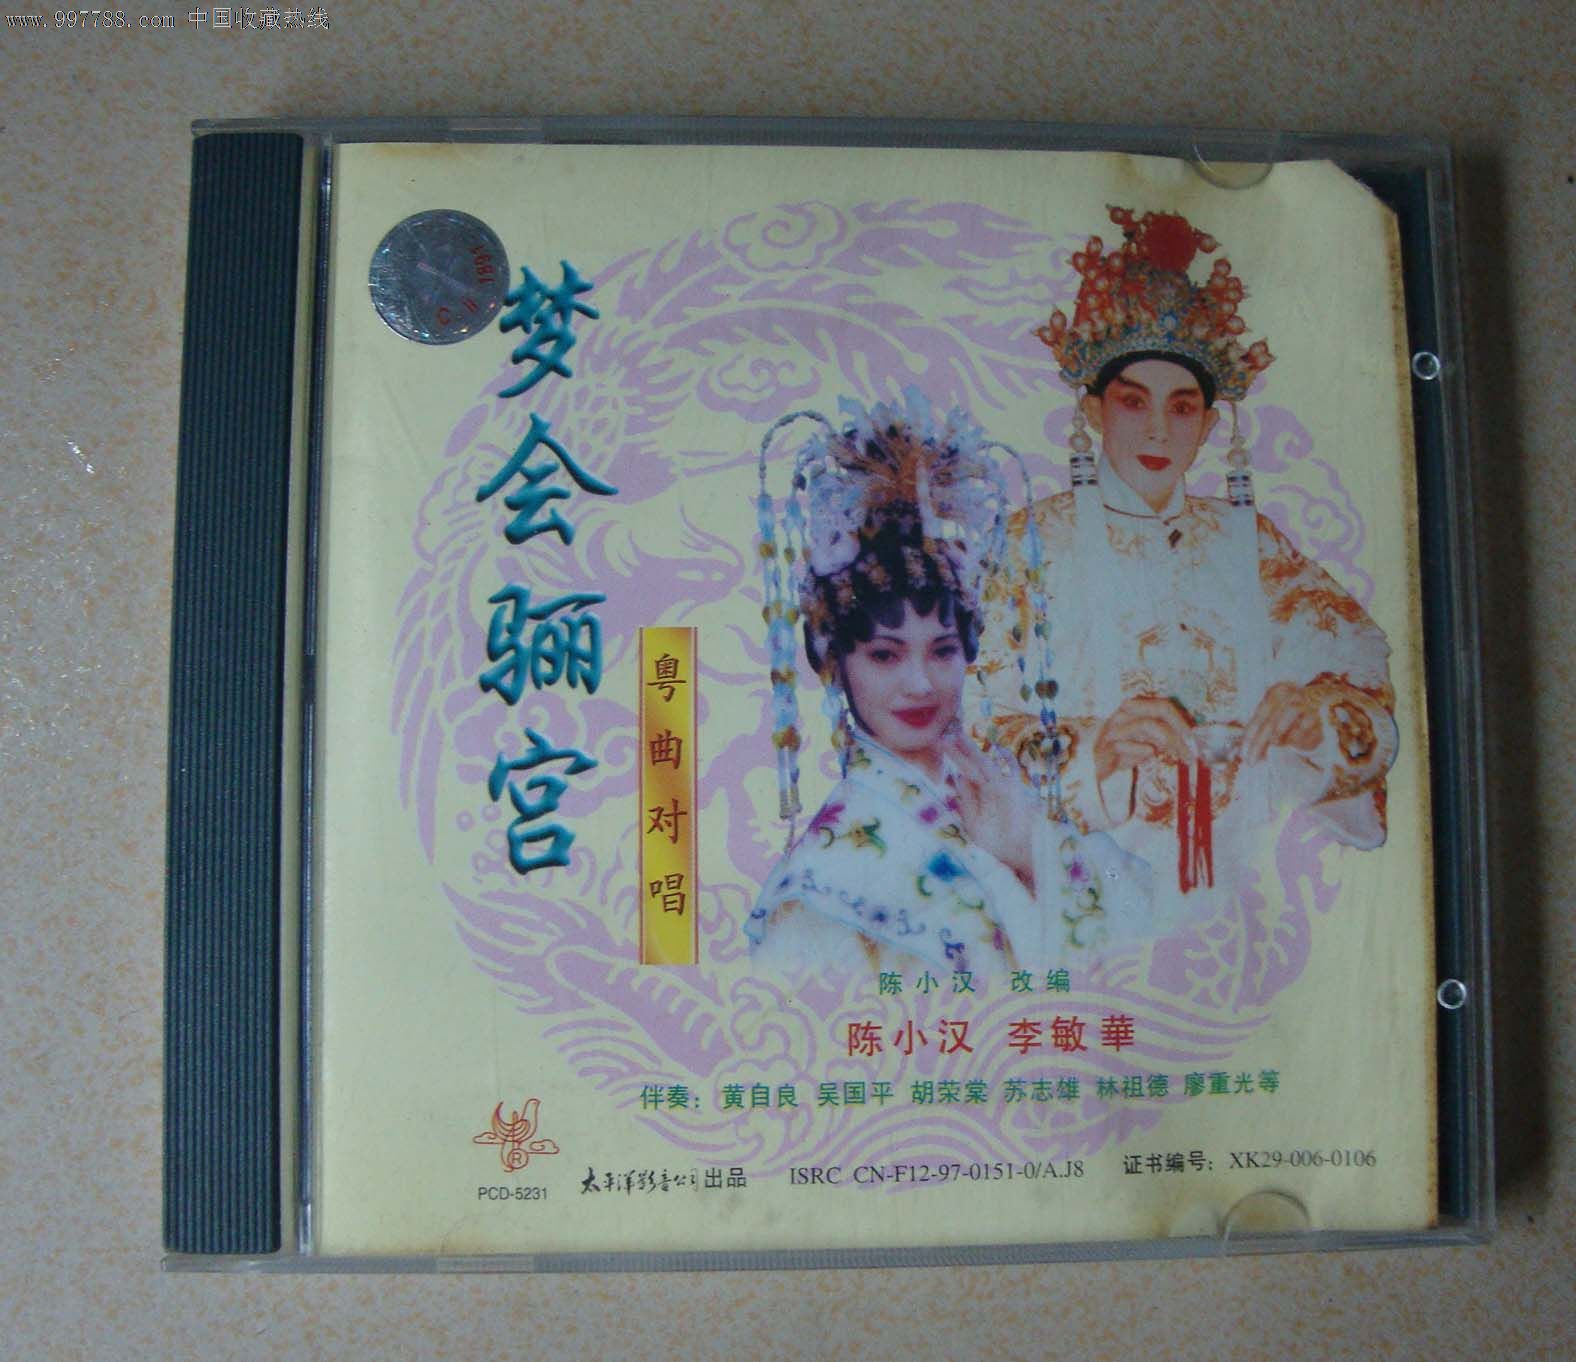 www.997788.com 中国收藏热线
梦会骊宫
粤曲对唱
陈小汉 改编
陈小汉 李敏華
伴奏：黄自良 吴国平 胡荣棠 苏志雄 林祖德 廖重光等
PCD-5231
太平洋影音公司出品
ISRC CN-F12-97-0151-0/A.J8
证书编号：XK29-006-0106
R